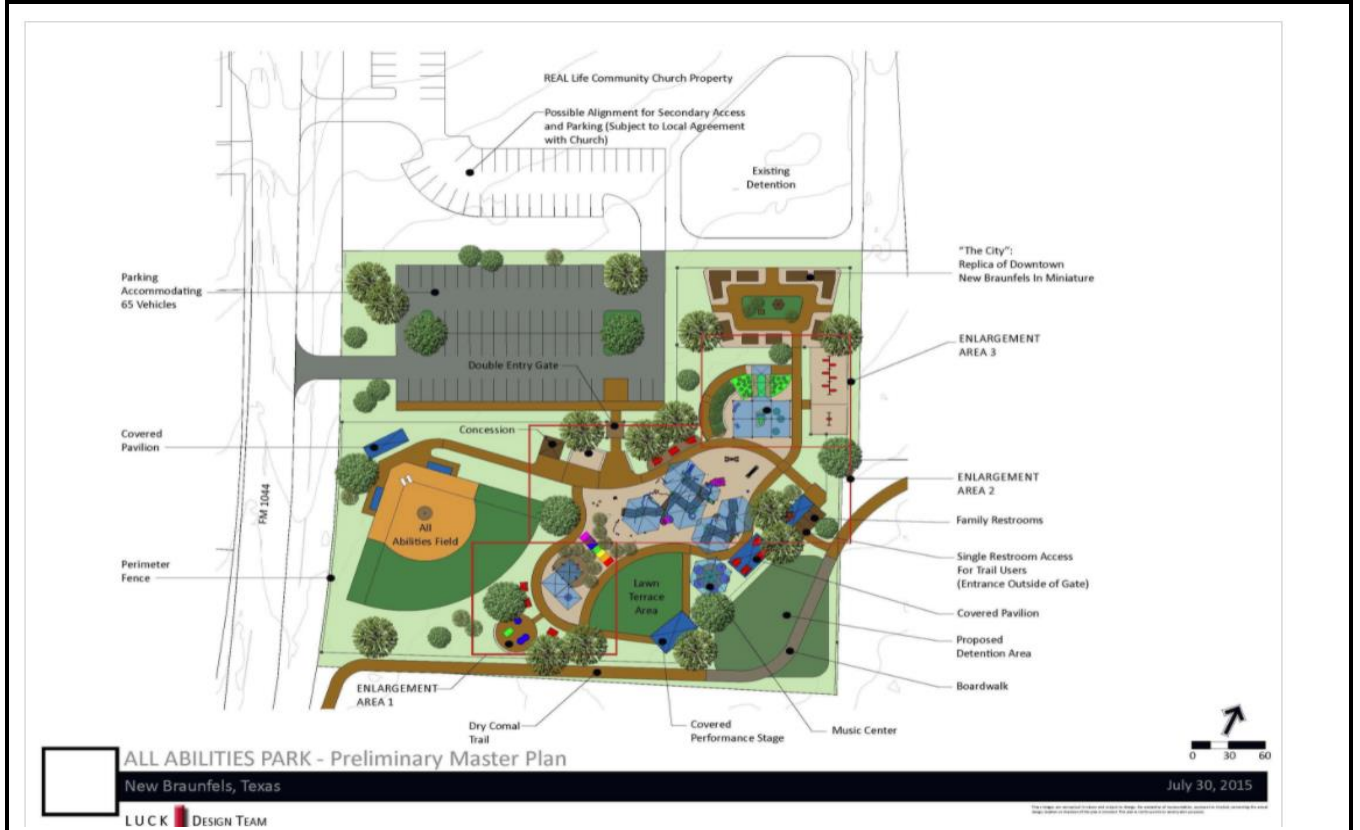 REAL Life Community Church Property
Possible Alignment for Secondary Access
and Parking (Subject to Local Agreement
with Church)
Existing
Detention
"The City":
Replica of Downtown
New Braunfels In Miniature
Parking
Accommodating
65 Vehicles
ENLARGEMENT
AREA 3
Double Entry Gate
Concession
Covered
Pavilion
ENLARGEMENT
AREA 2
FM 1044
All
Abilities Field
Family Restrooms
Perimeter
Fence
Single Restroom Access
For Trail Users
(Entrance Outside of Gate)
Lawn
Terrace
Area
Covered Pavilion
Proposed
Detention Area
Boardwalk
ENLARGEMENT
AREA 1
Dry Comal
Trail
Covered
Performance Stage
Music Center
0 30 60
ALL ABILITIES PARK - Preliminary Master Plan
New Braunfels, Texas
July 30, 2015
LUCK DESIGN TEAM